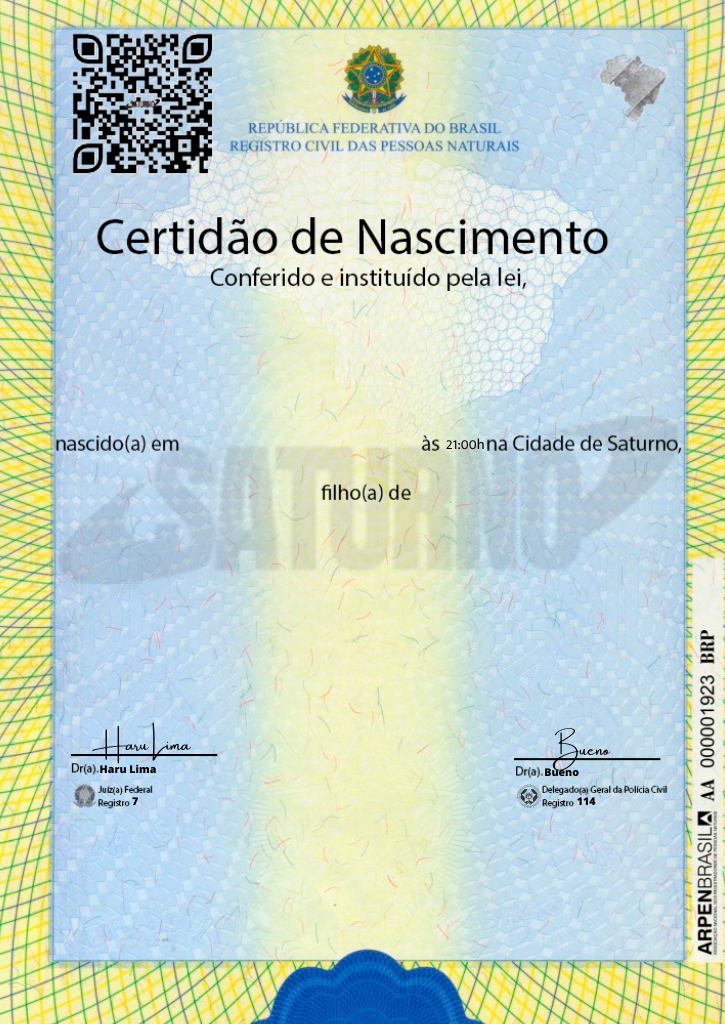 SATURNO
REPÚBLICA FEDERATIVA DO BRASIL
REGISTRO CIVIL DAS PESSOAS NATURAIS
Certidão de Nascimento
Conferido e instituído pela lei,
nascido(a) em às 21:00h na Cidade de Saturno,
filho(a) de
SATURNO
Haru Lima
Dr(a). Haru Lima
Juíz(a) Federal
Registro 7
Bueno
Dr(a). Bueno
Delegado(a) Geral da Polícia Civil
Registro 114
ARPENBRASIL AA 000001923 BRP